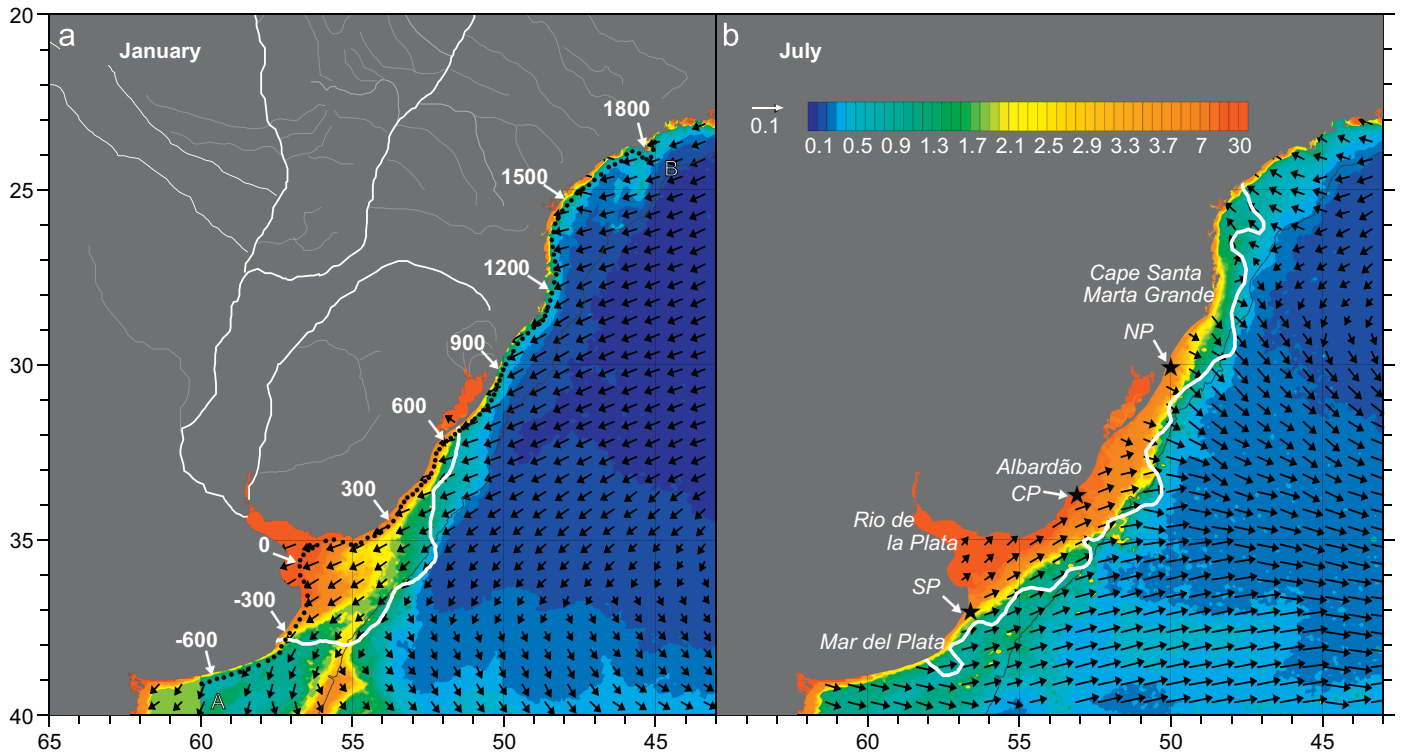 a
January
b
July
20
25
30
35
40
1800
B
1500
1200
900
600
300
0
-300
-600
A
0.1
0.1 0.5 0.9 1.3 1.7 2.1 2.5 2.9 3.3 3.7 7 30
Cape Santa
Marta Grande
NP
Albardão
CP
Rio de
la Plata
SP
Mar del Plata
65 60 55 50 45
60 55 50 45